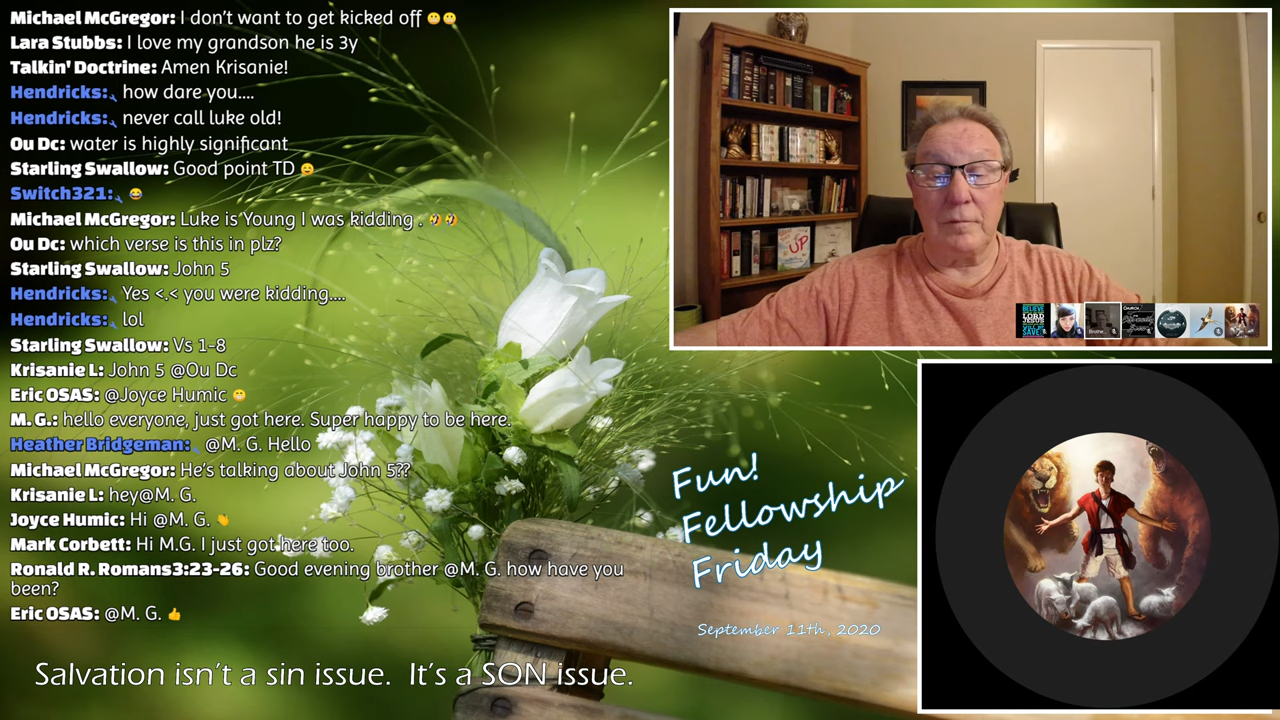 Michael McGregor: I don't want to get kicked off 😬😬
Lara Stubbs: I love my grandson he is 3y
Talkin' Doctrine: Amen Krisanie!
Hendricks: how dare you....
Hendricks: never call luke old!
Ou Dc: water is highly significant
Starling Swallow: Good point TD 😊
Switch321: 😂
Michael McGregor: Luke is Young I was kidding . 🤣🤣
Ou Dc: which verse is this in plz?
Starling Swallow: John 5
Hendricks: Yes <.< you were kidding....
Hendricks: lol
Starling Swallow: Vs 1-8
Krisanie L: John 5 @Ou Dc
Eric OSAS: @Joyce Humic 😁
M. G.: hello everyone, just got here. Super happy to be here.
Heather Bridgeman: @M. G. Hello
Michael McGregor: He's talking about John 5??
Krisanie L: hey@M. G.
Joyce Humic: Hi @M. G. 👋
Mark Corbett: Hi M.G. I just got here too.
Ronald R. Romans3:23-26: Good evening brother @M. G. how have you
been?
Eric OSAS: @M. G. 👍
Salvation isn't a sin issue. It's a SON issue.
UP
BELIEVE
LORD
JESUS
SAVE
Brothe...
CHURCH
Fun!
Fellowship
Friday
September 11th, 2020